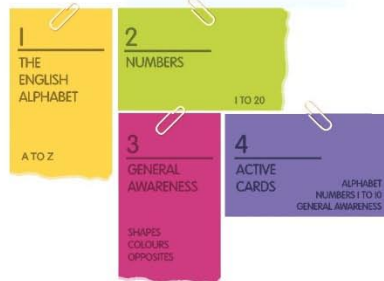 1
THE
ENGLISH
ALPHABET
A TO Z
2
NUMBERS
1 TO 20
3
GENERAL
AWARENESS
SHAPES
COLOURS
OPPOSITES
4
ACTIVE
CARDS
ALPHABET
NUMBERS 1 TO 10
GENERAL AWARENESS